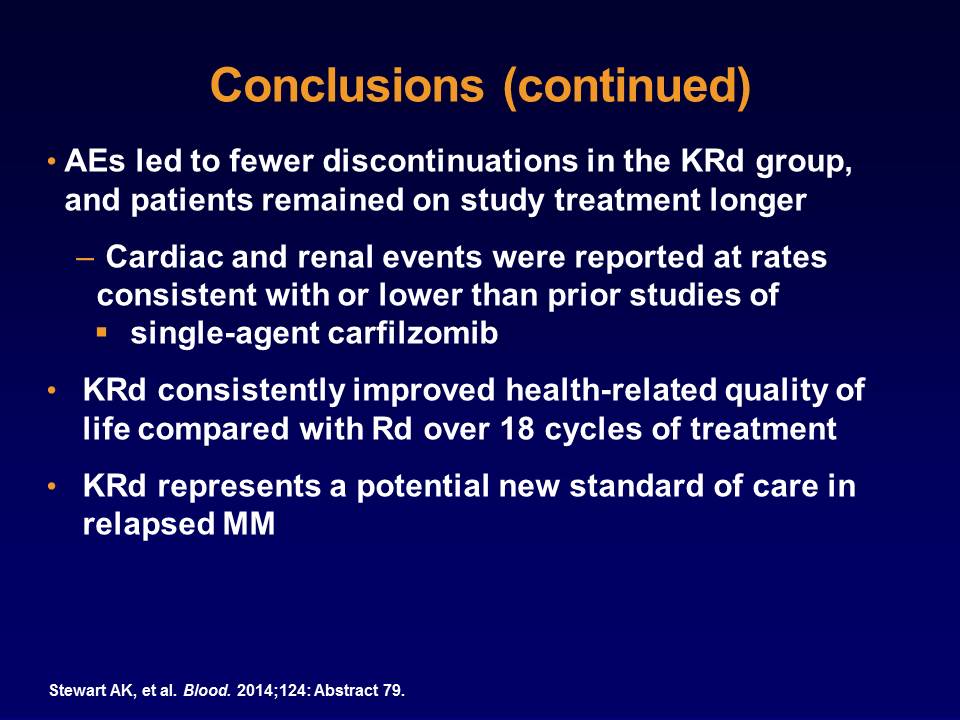 Conclusions (continued)
• AEs led to fewer discontinuations in the KRd group,
and patients remained on study treatment longer
– Cardiac and renal events were reported at rates
consistent with or lower than prior studies of
▪ single-agent carfilzomib
• KRd consistently improved health-related quality of
life compared with Rd over 18 cycles of treatment
• KRd represents a potential new standard of care in
relapsed MM
Stewart AK, et al. Blood. 2014;124: Abstract 79.